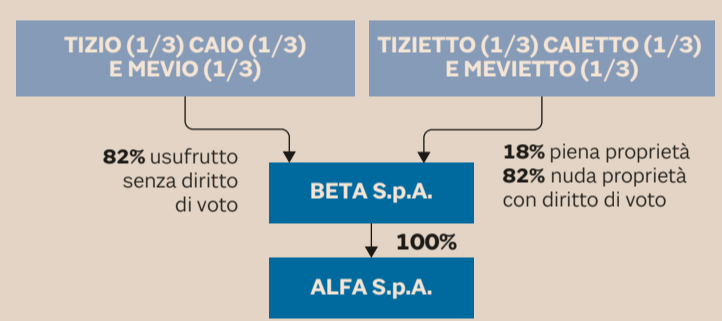 TIZIO (1/3) CAIO (1/3)
E MEVIO (1/3)
TIZIETTO (1/3) CAIETTO (1/3)
E MEVIETTO (1/3)
82% usufrutto
senza diritto
di voto
18% piena proprietà
82% nuda proprietà
con diritto di voto
BETA S.p.A.
100%
ALFA S.p.A.